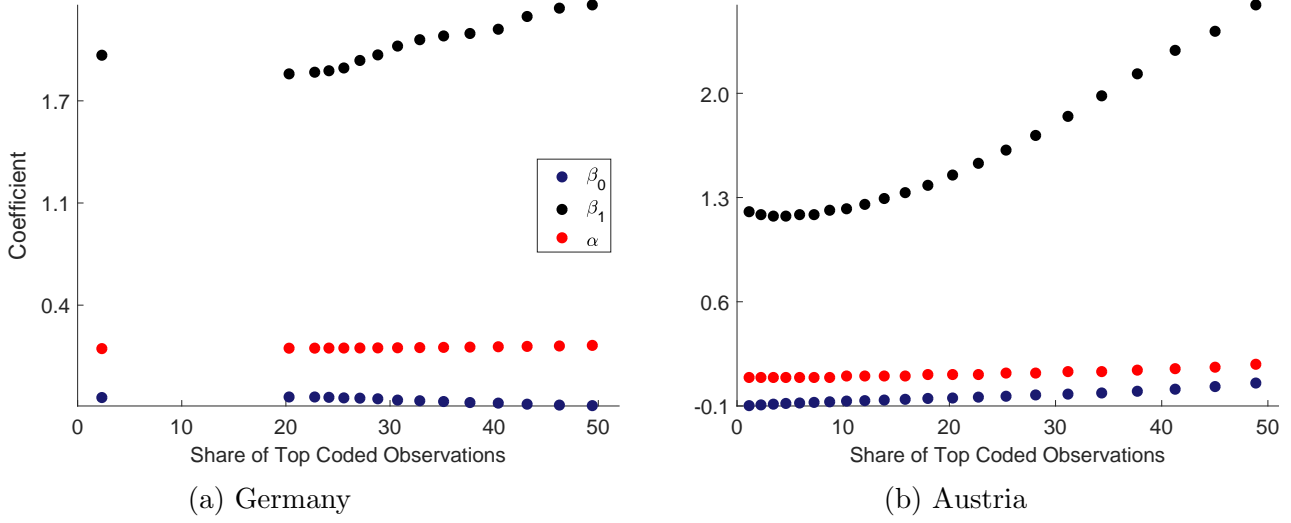 Coefficient
1.7
1.1
0.4
0 10 20 30 40 50
Share of Top Coded Observations
β₀
β₁
α
(a) Germany
2.0
1.3
0.6
-0.1
0 10 20 30 40 50
Share of Top Coded Observations
(b) Austria